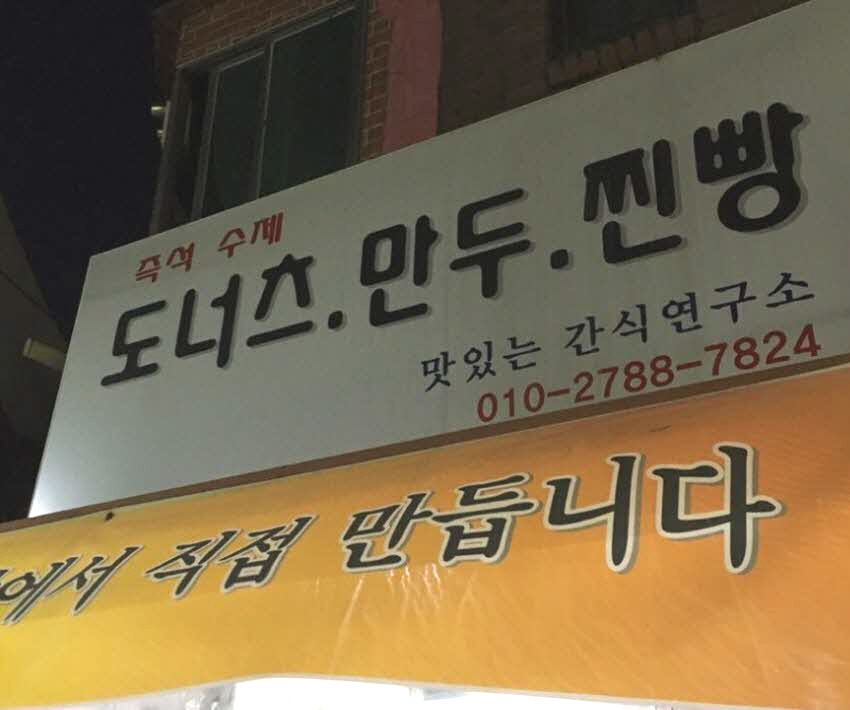 즉석 수제
도너츠.만두.찐빵
맛있는 간식연구소
010-2788-7824
에서 직접 만듭니다